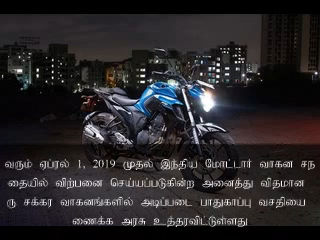 வரும் ஏப்ரல் 1, 2019 முதல் இந்திய மோட்டார் வாகன சந
தையில் விற்பனை செய்யப்படுகின்ற அனைத்து விதமான
ரு சக்கர வாகனங்களில் அடிப்படை பாதுகாப்பு வசதியை
ணைக்க அரசு உத்தரவிட்டுள்ளது